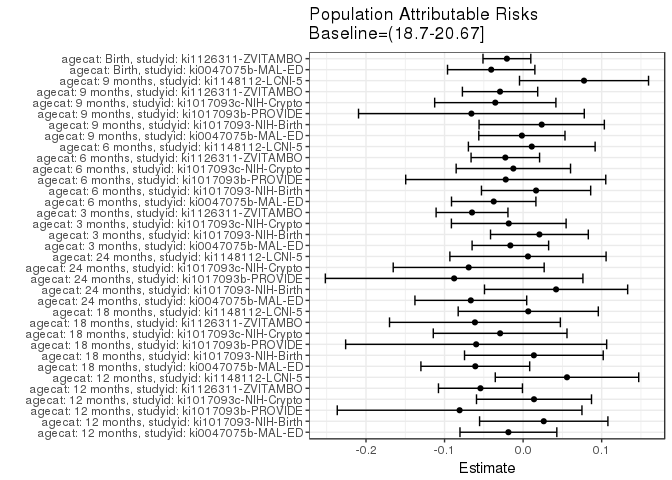 Population Attributable Risks
Baseline=(18.7-20.67]
agecat: Birth, studyid: ki1126311-ZVITAMBO
agecat: Birth, studyid: ki0047075b-MAL-ED
agecat: 9 months, studyid: ki1148112-LCNI-5
agecat: 9 months, studyid: ki1126311-ZVITAMBO
agecat: 9 months, studyid: ki1017093c-NIH-Crypto
agecat: 9 months, studyid: ki1017093b-PROVIDE
agecat: 9 months, studyid: ki1017093-NIH-Birth
agecat: 9 months, studyid: ki0047075b-MAL-ED
agecat: 6 months, studyid: ki1148112-LCNI-5
agecat: 6 months, studyid: ki1126311-ZVITAMBO
agecat: 6 months, studyid: ki1017093c-NIH-Crypto
agecat: 6 months, studyid: ki1017093b-PROVIDE
agecat: 6 months, studyid: ki1017093-NIH-Birth
agecat: 6 months, studyid: ki0047075b-MAL-ED
agecat: 3 months, studyid: ki1126311-ZVITAMBO
agecat: 3 months, studyid: ki1017093c-NIH-Crypto
agecat: 3 months, studyid: ki1017093-NIH-Birth
agecat: 3 months, studyid: ki0047075b-MAL-ED
agecat: 24 months, studyid: ki1148112-LCNI-5
agecat: 24 months, studyid: ki1017093c-NIH-Crypto
agecat: 24 months, studyid: ki1017093b-PROVIDE
agecat: 24 months, studyid: ki1017093-NIH-Birth
agecat: 24 months, studyid: ki0047075b-MAL-ED
agecat: 18 months, studyid: ki1148112-LCNI-5
agecat: 18 months, studyid: ki1126311-ZVITAMBO
agecat: 18 months, studyid: ki1017093c-NIH-Crypto
agecat: 18 months, studyid: ki1017093b-PROVIDE
agecat: 18 months, studyid: ki1017093-NIH-Birth
agecat: 18 months, studyid: ki0047075b-MAL-ED
agecat: 12 months, studyid: ki1148112-LCNI-5
agecat: 12 months, studyid: ki1126311-ZVITAMBO
agecat: 12 months, studyid: ki1017093c-NIH-Crypto
agecat: 12 months, studyid: ki1017093b-PROVIDE
agecat: 12 months, studyid: ki1017093-NIH-Birth
agecat: 12 months, studyid: ki0047075b-MAL-ED
-0.2 -0.1 0.0 0.1
Estimate